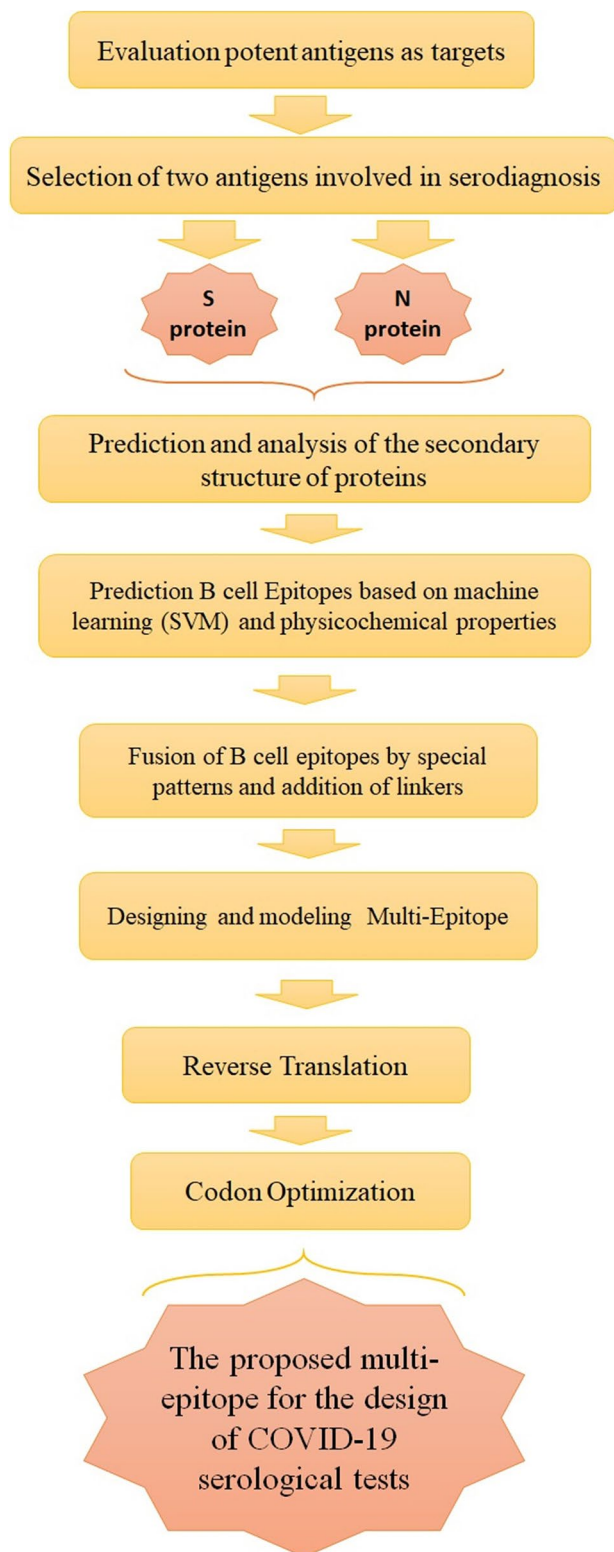 Evaluation potent antigens as targets
Selection of two antigens involved in serodiagnosis
S
protein
N
protein
Prediction and analysis of the secondary
structure of proteins
Prediction B cell Epitopes based on machine
learning (SVM) and physicochemical properties
Fusion of B cell epitopes by special
patterns and addition of linkers
Designing and modeling Multi-Epitope
Reverse Translation
Codon Optimization
The proposed multi-
epitope for the design
of COVID-19
serological tests